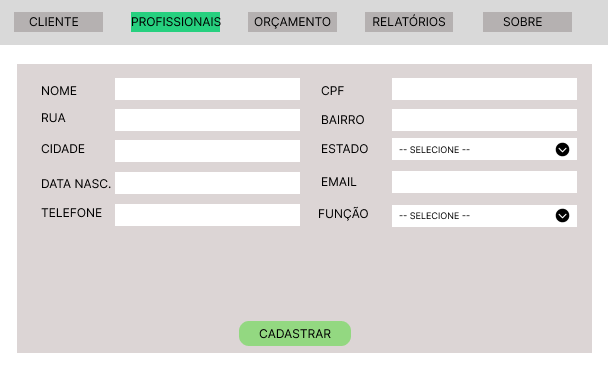 CLIENTE PROFISSIONAIS ORÇAMENTO RELATÓRIOS SOBRE
NOME CPF
RUA BAIRRO
CIDADE ESTADO -- SELECIONE --
DATA NASC. EMAIL
TELEFONE FUNÇÃO -- SELECIONE --
CADASTRAR